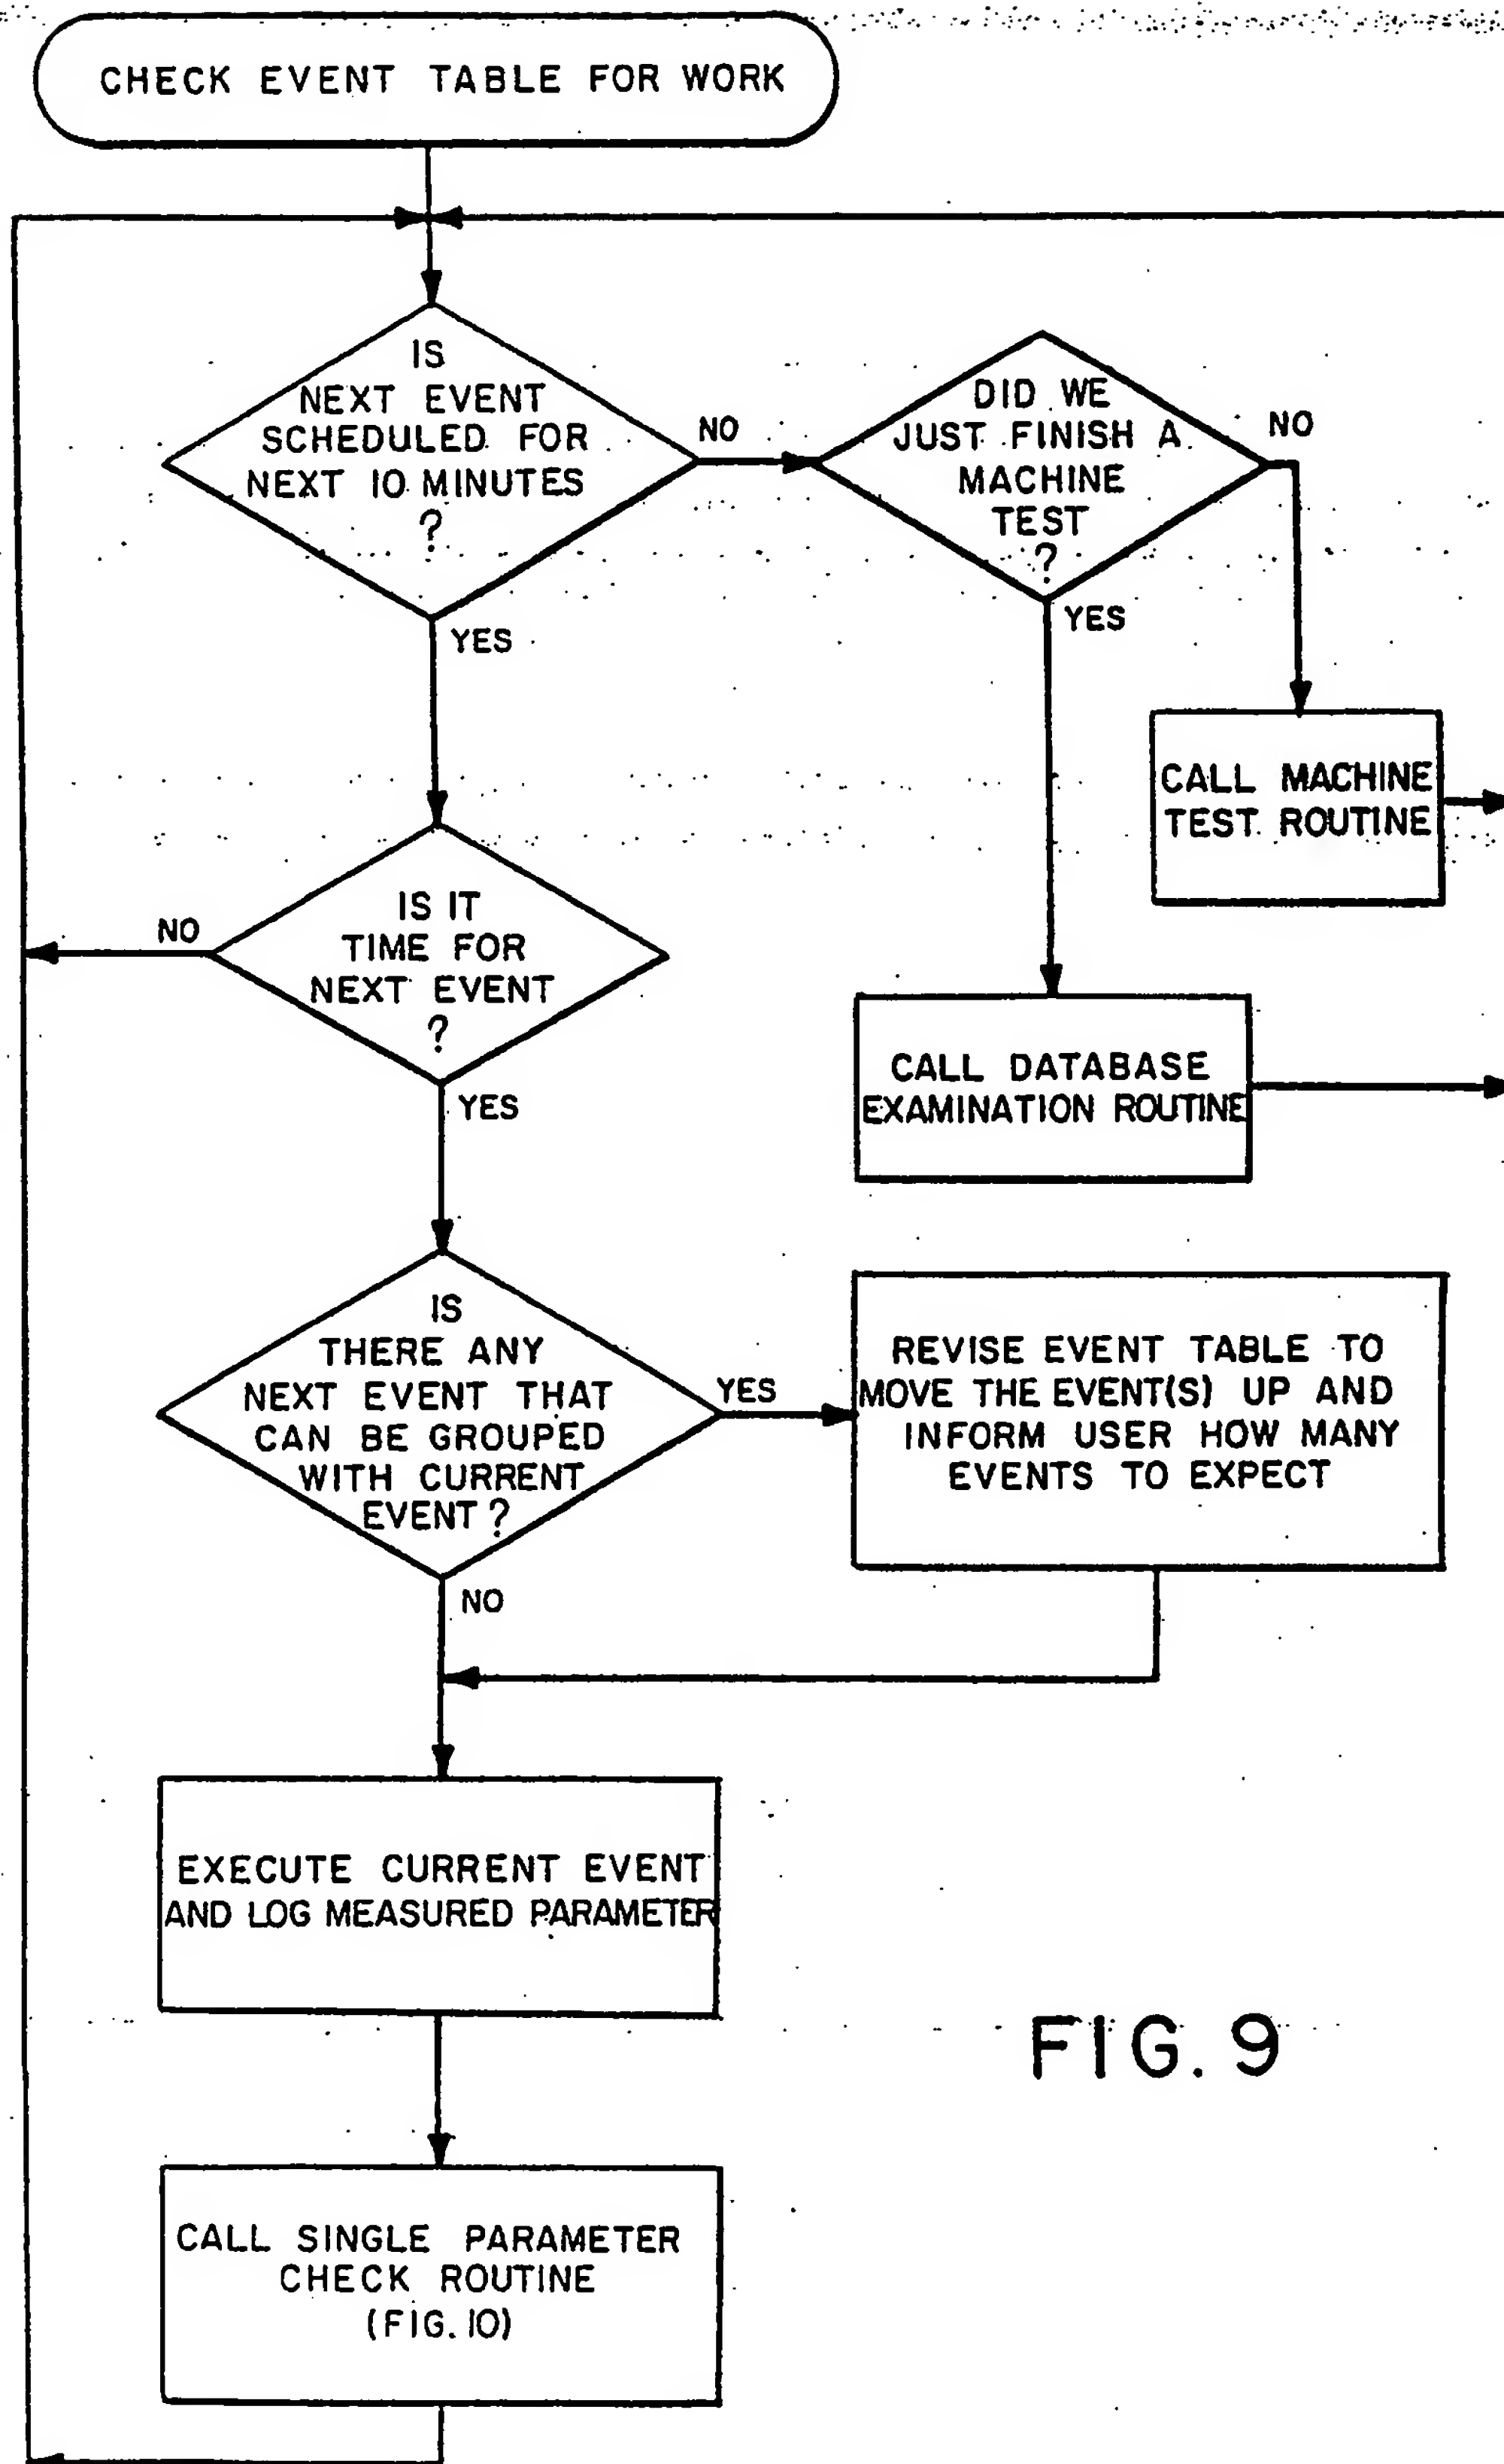 CHECK EVENT TABLE FOR WORK
IS
NEXT EVENT
SCHEDULED FOR
NEXT 10 MINUTES
?
NO
YES
DID WE
JUST FINISH A
MACHINE
TEST
?
NO
YES
CALL MACHINE
TEST ROUTINE
IS IT
TIME FOR
NEXT EVENT
?
NO
YES
CALL DATABASE
EXAMINATION ROUTINE
IS
THERE ANY
NEXT EVENT THAT
CAN BE GROUPED
WITH CURRENT
EVENT?
YES
NO
REVISE EVENT TABLE TO
MOVE THE EVENT(S) UP AND
INFORM USER HOW MANY
EVENTS TO EXPECT
EXECUTE CURRENT EVENT
AND LOG MEASURED PARAMETER
CALL SINGLE PARAMETER
CHECK ROUTINE
(FIG. 10)
FIG. 9